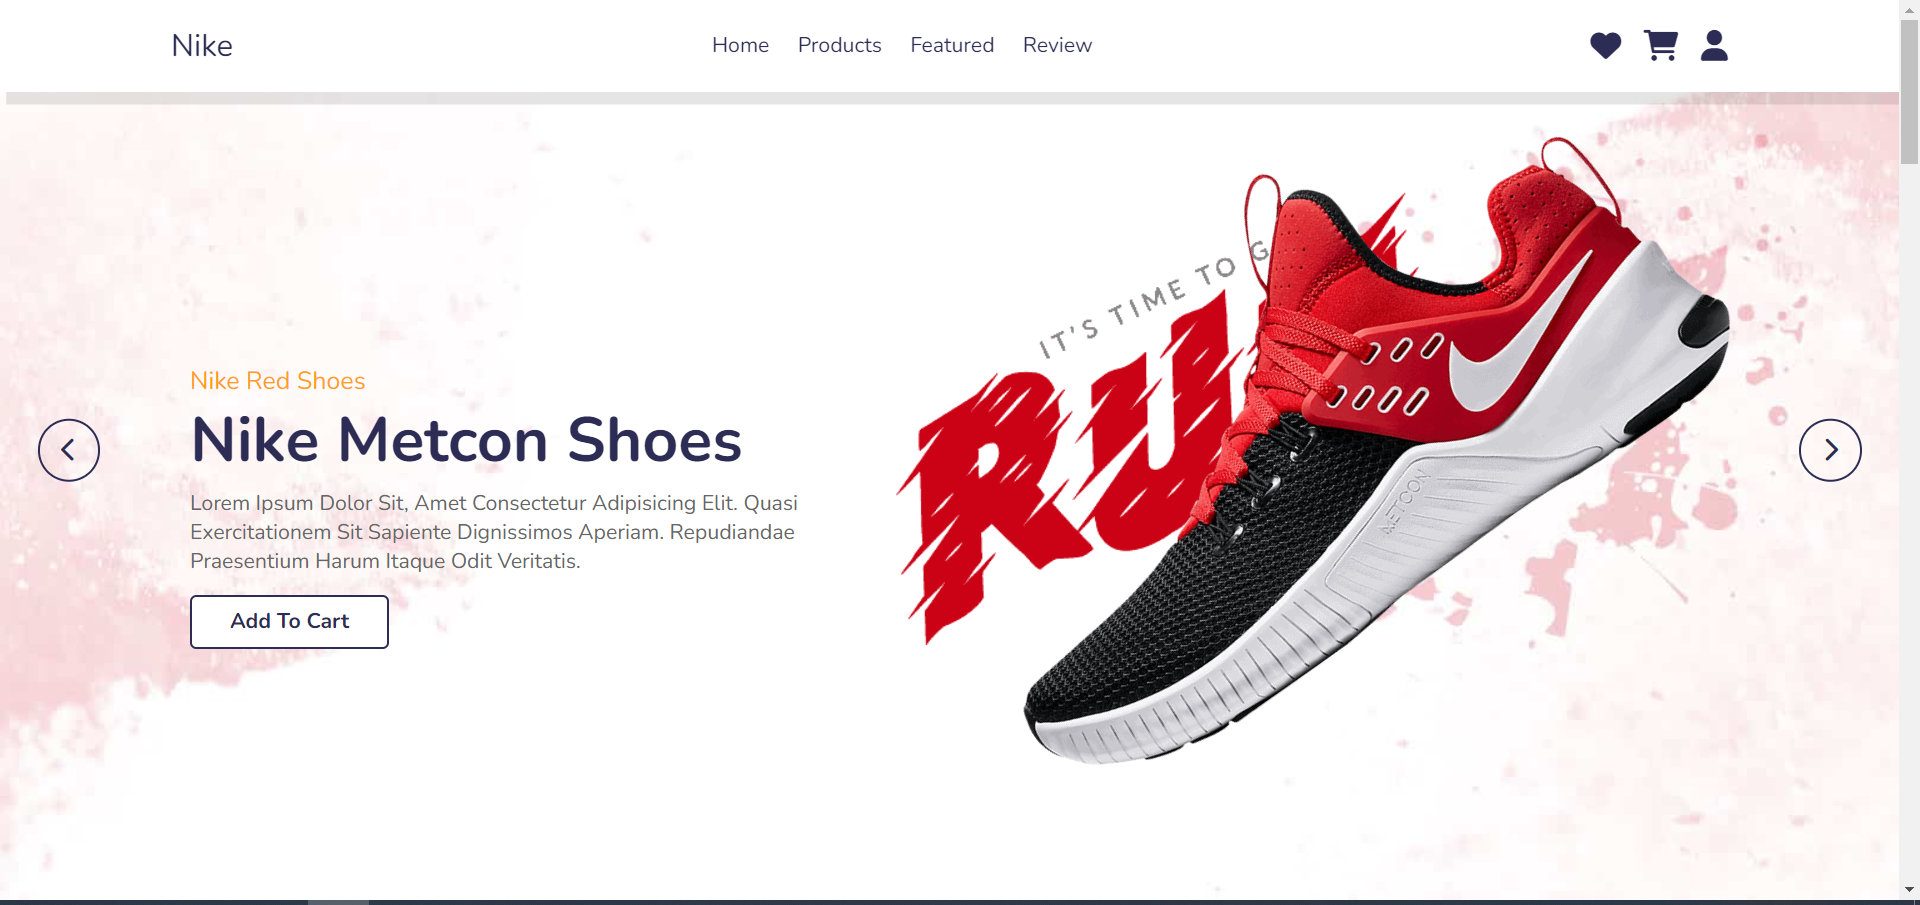 Nike
Home Products Featured Review
IT'S TIME TO G
RU
Nike Red Shoes
Nike Metcon Shoes
Lorem Ipsum Dolor Sit, Amet Consectetur Adipisicing Elit. Quasi
Exercitationem Sit Sapiente Dignissimos Aperiam. Repudiandae
Praesentium Harum Itaque Odit Veritatis.
Add To Cart
METCON